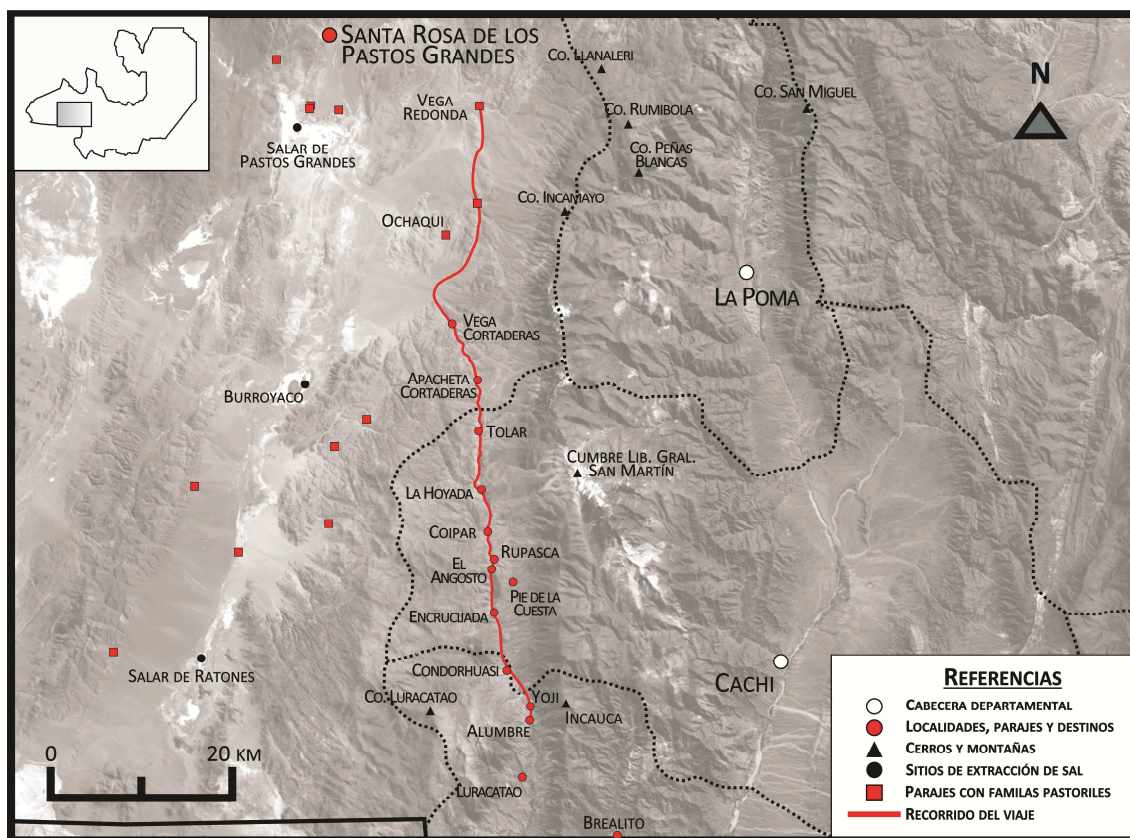 SANTA ROSA DE LOS
PASTOS GRANDES
CO. LLANALERI
N
CO. SAN MIGUEL
VEGA
REDONDA
CO. RUMIBOLA
SALAR DE
PASTOS GRANDES
CO. PEÑAS
BLANCAS
CO. INCAMAYO
OCHAQUI
LA POMA
VEGA
CORTADERAS
APACHETA
CORTADERAS
BURROYACO
TOLAR
CUMBRE LIB. GRAL.
SAN MARTÍN
LA HOYADA
COIPAR
RUPASCA
EL
ANGOSTO
PIE DE LA
CUESTA
ENCRUCIJADA
CONDORHUASI
SALAR DE RATONES
CACHI
CO. LURACATAO
YOJI
INCAUCA
ALUMBRE
0 20 KM
LURACATAO
BREALITO
REFERENCIAS
CABECERA DEPARTAMENTAL
LOCALIDADES, PARAJES Y DESTINOS
CERROS Y MONTAÑAS
SITIOS DE EXTRACCIÓN DE SAL
PARAJES CON FAMILAS PASTORILES
RECORRIDO DEL VIAJE